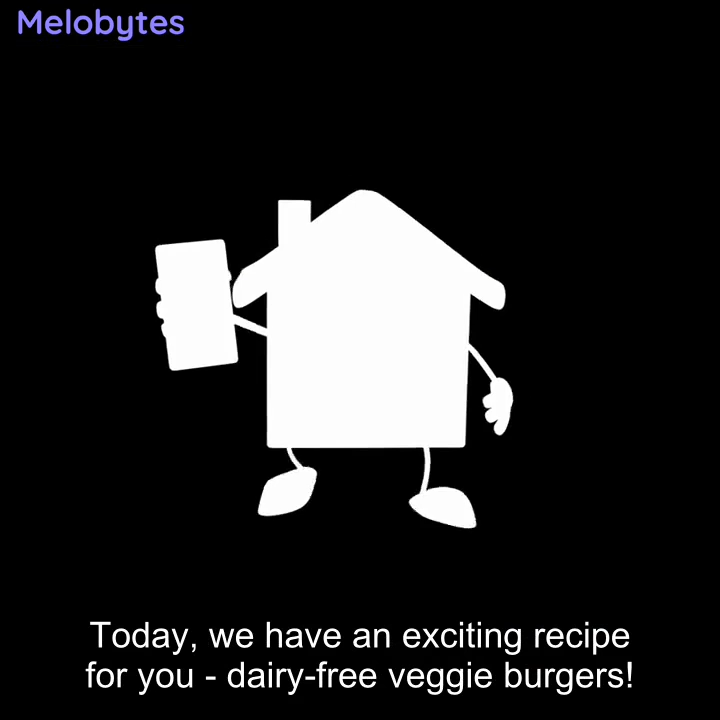 Melobytes
Today, we have an exciting recipe
for you - dairy-free veggie burgers!